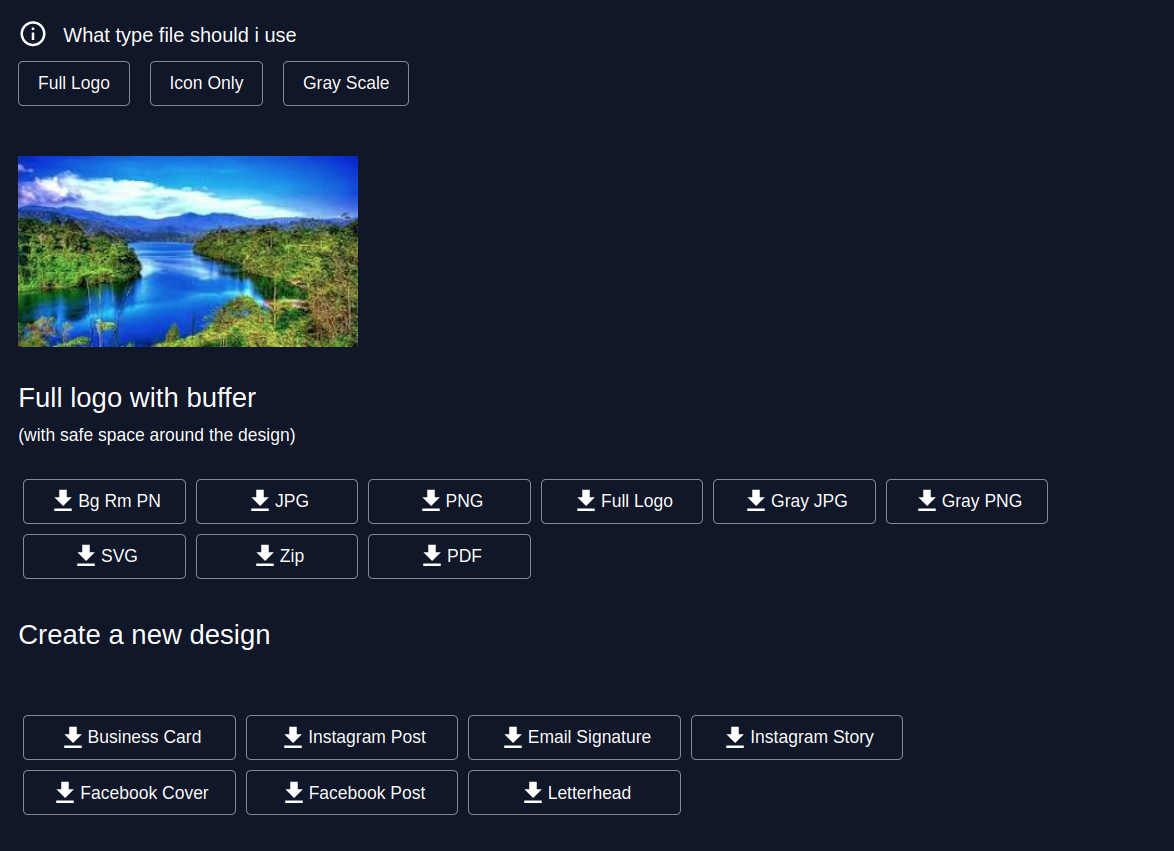 What type file should i use
Full Logo Icon Only Gray Scale
Full logo with buffer
(with safe space around the design)
Bg Rm PN JPG PNG Full Logo Gray JPG Gray PNG
SVG Zip PDF
Create a new design
Business Card Instagram Post Email Signature Instagram Story
Facebook Cover Facebook Post Letterhead